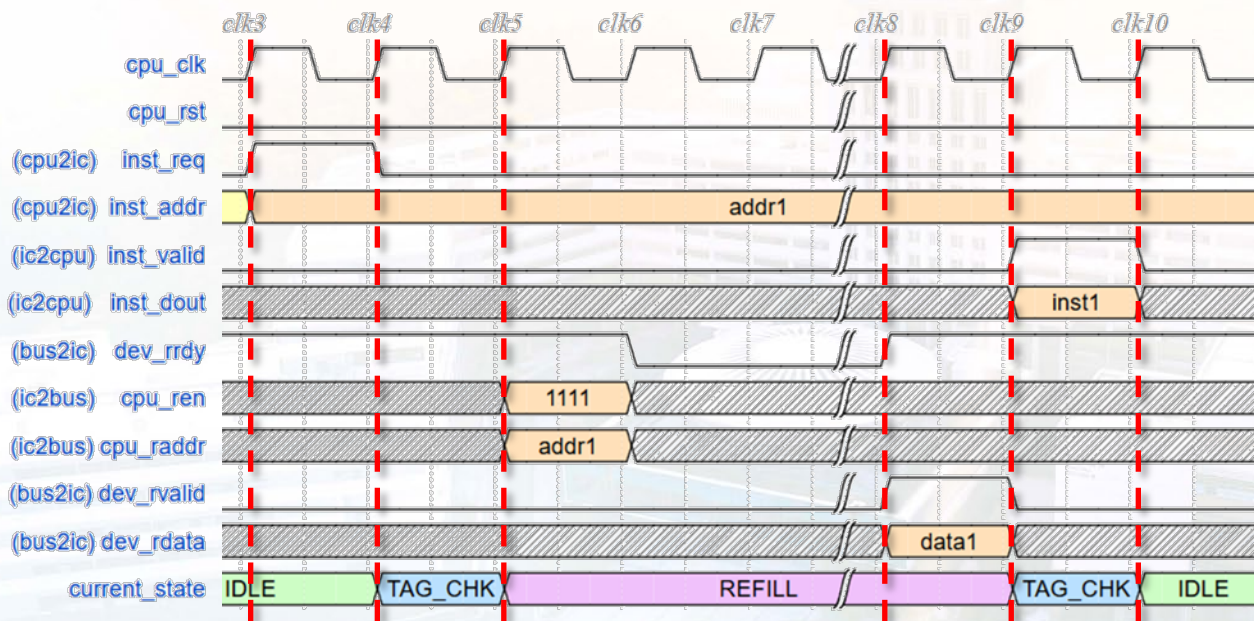 clk3 clk4 clk5 clk6 clk7 clk8 clk9 clk10
cpu_clk
cpu_rst
(cpu2ic) inst_req
(cpu2ic) inst_addr addr1
(ic2cpu) inst_valid
(ic2cpu) inst_dout inst1
(bus2ic) dev_rrdy
(ic2bus) cpu_ren 1111
(ic2bus) cpu_raddr addr1
(bus2ic) dev_rvalid
(bus2ic) dev_rdata data1
current_state IDLE TAG_CHK REFILL TAG_CHK IDLE